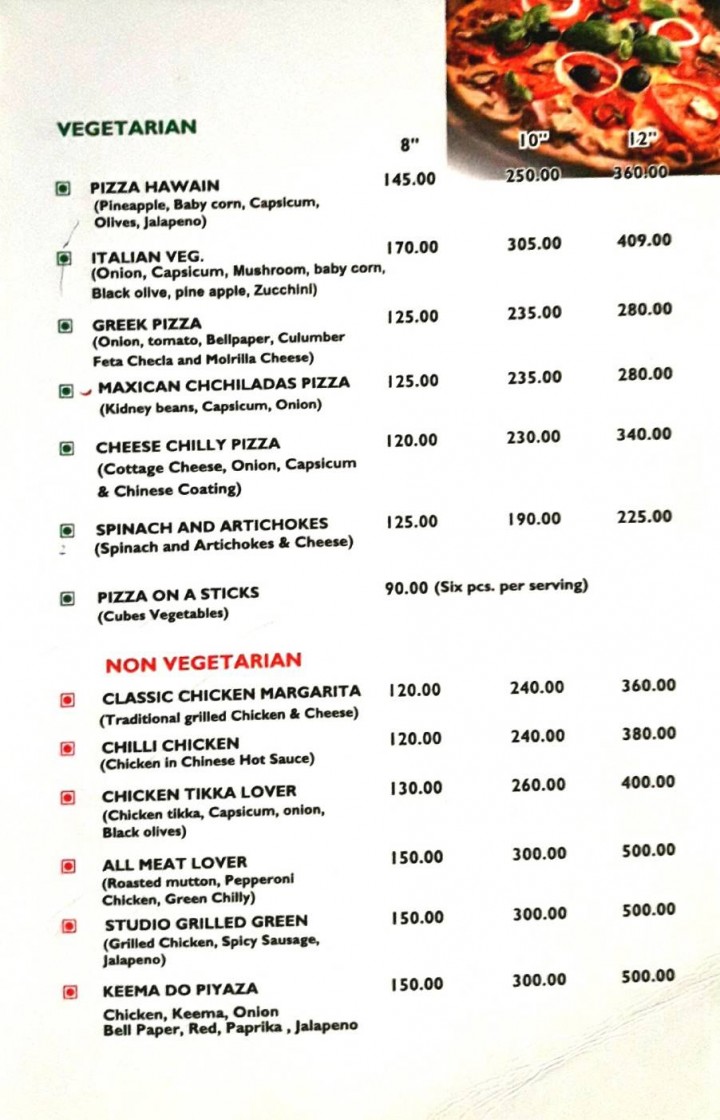 VEGETARIAN
8" 10" 12"
PIZZA HAWAIN 145.00 250.00 360.00
(Pineapple, Baby corn, Capsicum,
Olives, Jalapeno)
ITALIAN VEG. 170.00 305.00 409.00
(Onion, Capsicum, Mushroom, baby corn,
Black olive, pine apple, Zucchini)
GREEK PIZZA 125.00 235.00 280.00
(Onion, tomato, Bellpaper, Culumber
Feta Checla and Molrilla Cheese)
MAXICAN CHCHILADAS PIZZA 125.00 235.00 280.00
(Kidney beans, Capsicum, Onion)
CHEESE CHILLY PIZZA 120.00 230.00 340.00
(Cottage Cheese, Onion, Capsicum
& Chinese Coating)
SPINACH AND ARTICHOKES 125.00 190.00 225.00
(Spinach and Artichokes & Cheese)
PIZZA ON A STICKS 90.00 (Six pcs. per serving)
(Cubes Vegetables)
NON VEGETARIAN
CLASSIC CHICKEN MARGARITA 120.00 240.00 360.00
(Traditional grilled Chicken & Cheese)
CHILLI CHICKEN 120.00 240.00 380.00
(Chicken in Chinese Hot Sauce)
CHICKEN TIKKA LOVER 130.00 260.00 400.00
(Chicken tikka, Capsicum, onion,
Black olives)
ALL MEAT LOVER 150.00 300.00 500.00
(Roasted mutton, Pepperoni
Chicken, Green Chilly)
STUDIO GRILLED GREEN 150.00 300.00 500.00
(Grilled Chicken, Spicy Sausage,
Jalapeno)
KEEMA DO PIYAZA 150.00 300.00 500.00
Chicken, Keema, Onion
Bell Paper, Red, Paprika , Jalapeno